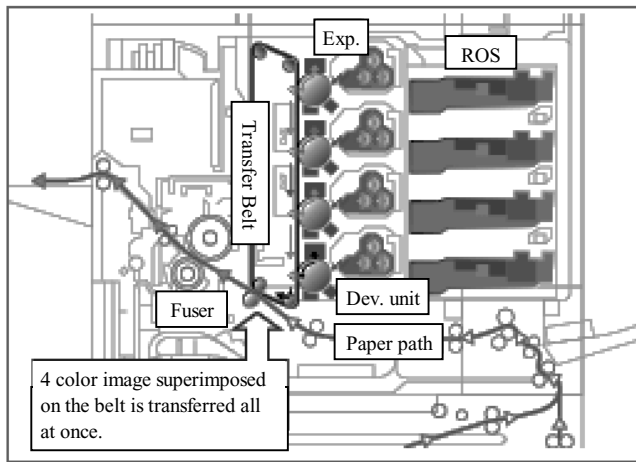 Exp.
ROS
Transfer Belt
Fuser
Dev. unit
Paper path
4 color image superimposed
on the belt is transferred all
at once.